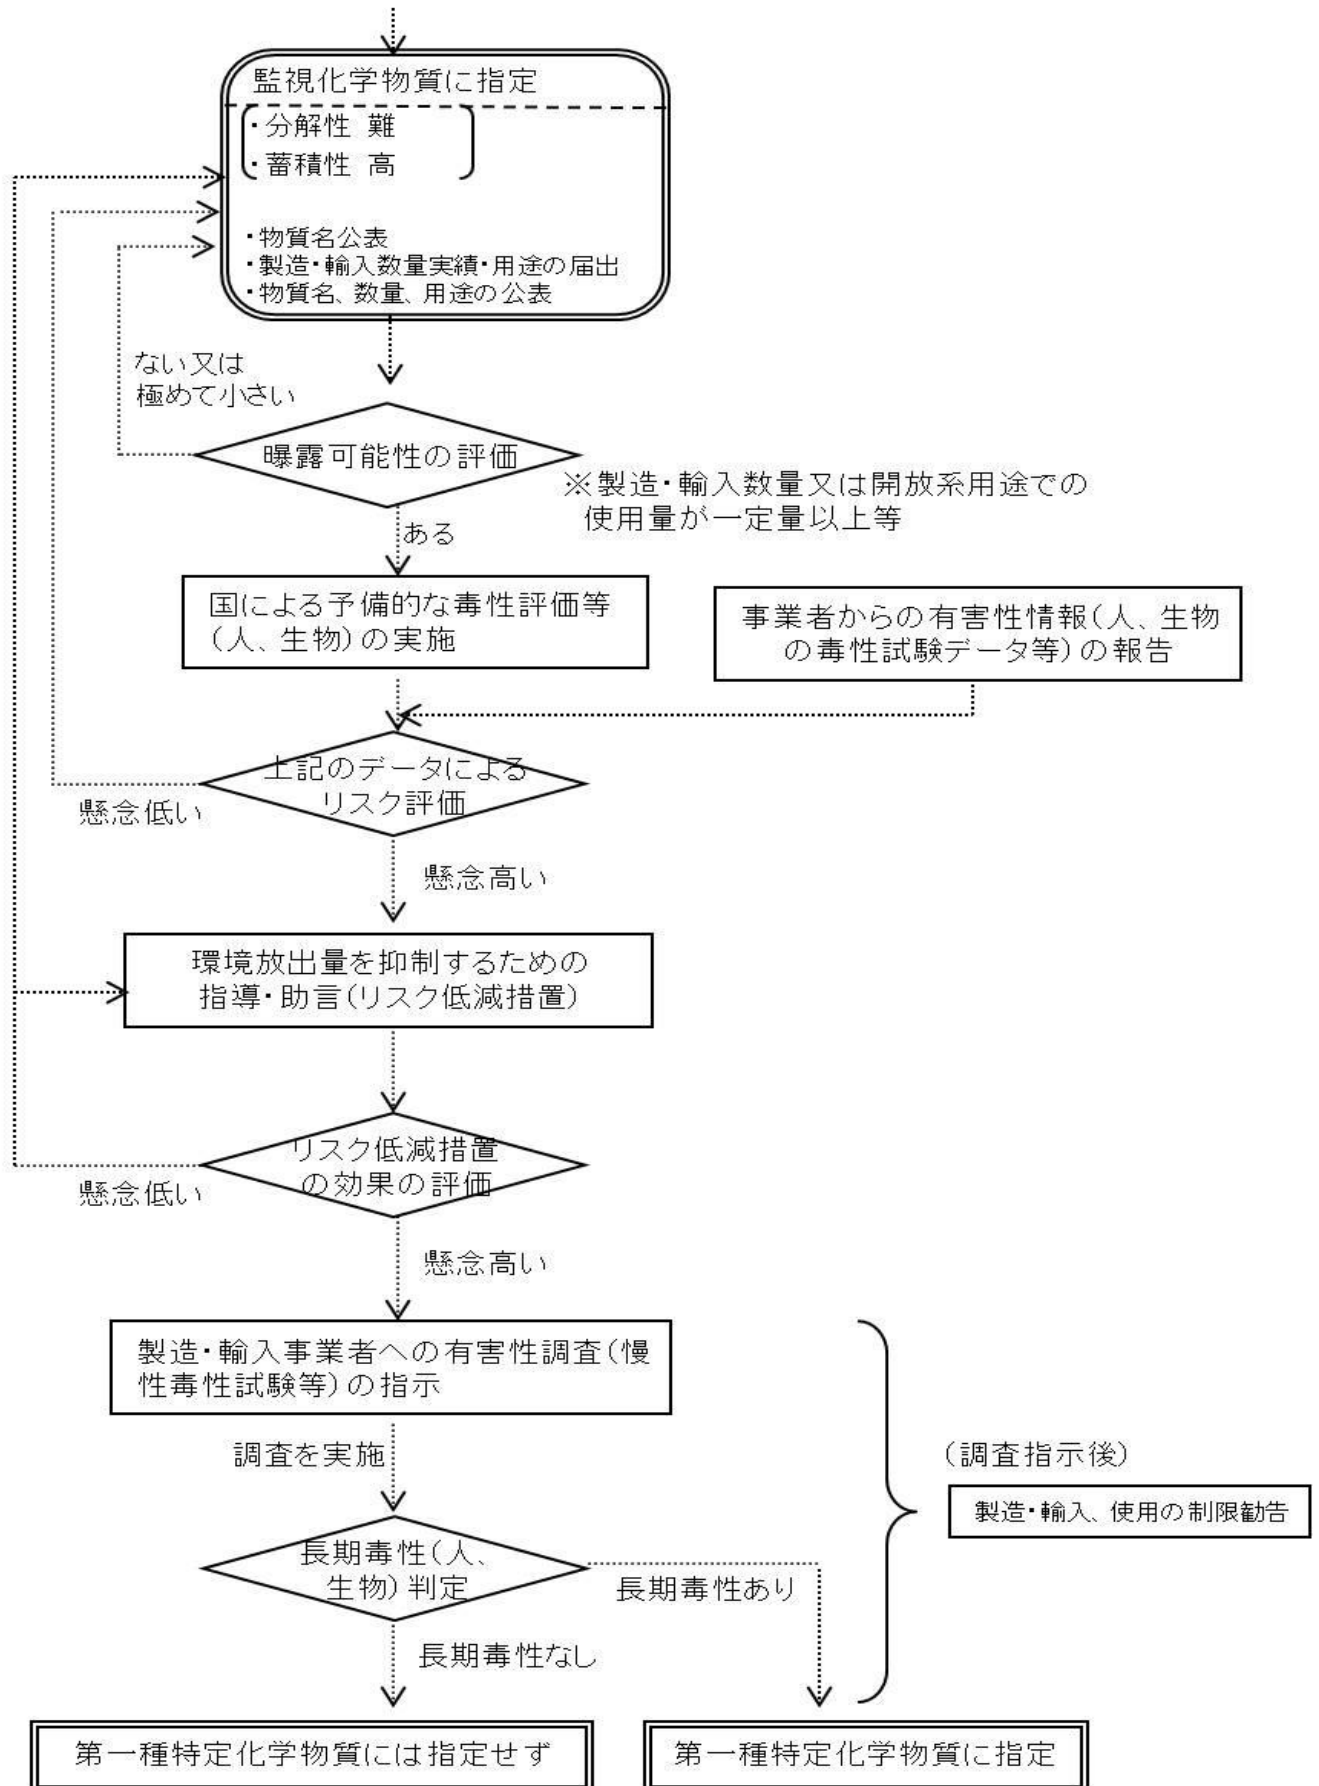 監視化学物質に指定
・分解性 難
・蓄積性 高
・物質名公表
・製造・輸入数量実績・用途の届出
・物質名、数量、用途の公表
ない又は
極めて小さい
曝露可能性の評価
※製造・輸入数量又は開放系用途での
使用量が一定量以上等
ある
国による予備的な毒性評価等
(人、生物)の実施
事業者からの有害性情報(人、生物
の毒性試験データ等)の報告
上記のデータによる
リスク評価
懸念低い
懸念高い
環境放出量を抑制するための
指導・助言(リスク低減措置)
リスク低減措置
の効果の評価
懸念低い
懸念高い
製造・輸入事業者への有害性調査(慢
性毒性試験等)の指示
調査を実施
(調査指示後)
製造・輸入、使用の制限勧告
長期毒性(人、
生物)判定
長期毒性あり
長期毒性なし
第一種特定化学物質には指定せず
第一種特定化学物質に指定